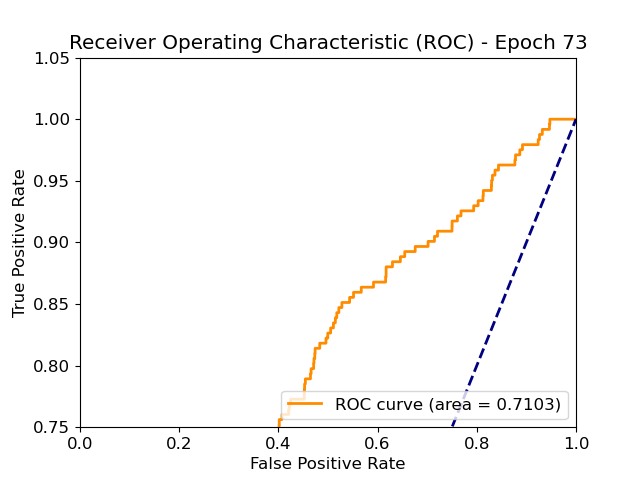 Receiver Operating Characteristic (ROC) - Epoch 73
True Positive Rate
1.05
1.00
0.95
0.90
0.85
0.80
0.75
ROC curve (area = 0.7103)
0.0 0.2 0.4 0.6 0.8 1.0
False Positive Rate